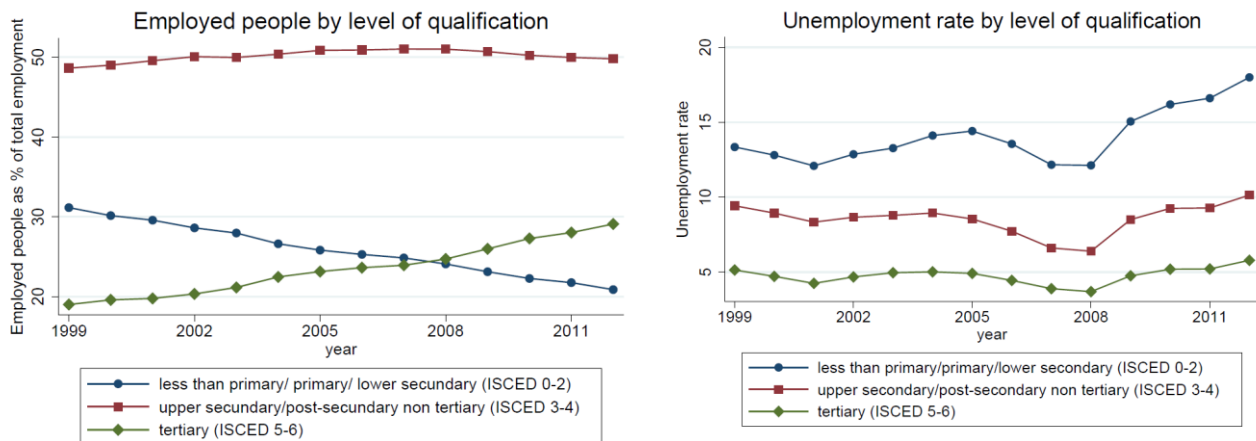 Employed people by level of qualification
Employed people as % of total employment
50
40
30
20
1999
2002
2005
2008
2011
year
less than primary/ primary/ lower secundary (ISCED 0-2)
upper secundary/post-secundary non tertiary (ISCED 3-4)
tertiary (ISCED 5-6)
Unemployment rate by level of qualification
Unemployment rate
20
15
10
5
1999
2002
2005
2008
2011
year
less than primary/primary/lower secondary (ISCED 0-2)
upper secondary/post-secondary non tertiary (ISCED 3-4)
tertiary (ISCED 5-6)